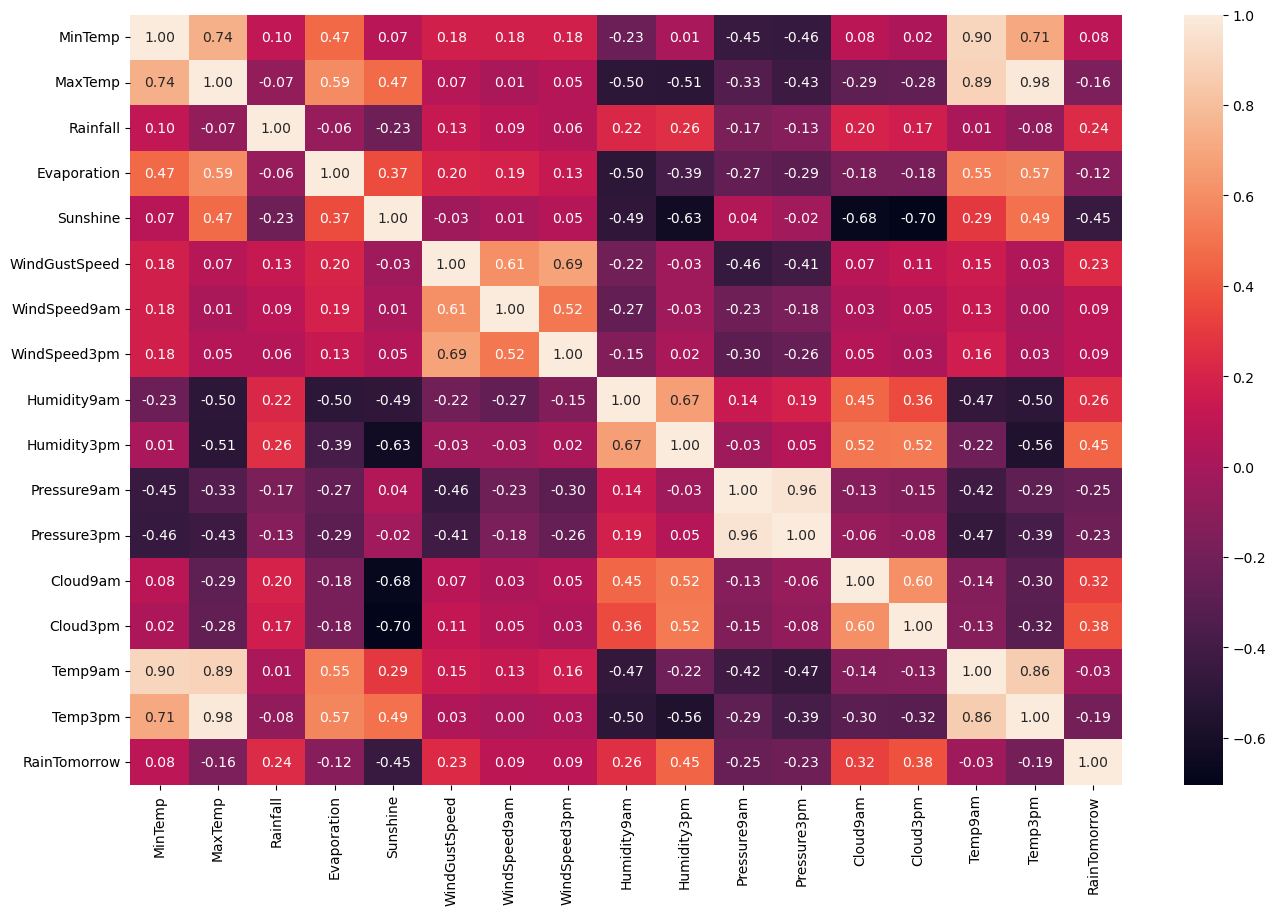 MinTemp 1.00 0.74 0.10 0.47 0.07 0.18 0.18 0.18 -0.23 0.01 -0.45 -0.46 0.08 0.02 0.90 0.71 0.08
MaxTemp 0.74 1.00 -0.07 0.59 0.47 0.07 0.01 0.05 -0.50 -0.51 -0.33 -0.43 -0.29 -0.28 0.89 0.98 -0.16
Rainfall 0.10 -0.07 1.00 -0.06 -0.23 0.13 0.09 0.06 0.22 0.26 -0.17 -0.13 0.20 0.17 0.01 -0.08 0.24
Evaporation 0.47 0.59 -0.06 1.00 0.37 0.20 0.19 0.13 -0.50 -0.39 -0.27 -0.29 -0.18 -0.18 0.55 0.57 -0.12
Sunshine 0.07 0.47 -0.23 0.37 1.00 -0.03 0.01 0.05 -0.49 -0.63 0.04 -0.02 -0.68 -0.70 0.29 0.49 -0.45
WindGustSpeed 0.18 0.07 0.13 0.20 -0.03 1.00 0.61 0.69 -0.22 -0.03 -0.46 -0.41 0.07 0.11 0.15 0.03 0.23
WindSpeed9am 0.18 0.01 0.09 0.19 0.01 0.61 1.00 0.52 -0.27 -0.03 -0.23 -0.18 0.03 0.05 0.13 0.00 0.09
WindSpeed3pm 0.18 0.05 0.06 0.13 0.05 0.69 0.52 1.00 -0.15 0.02 -0.30 -0.26 0.05 0.03 0.16 0.03 0.09
Humidity9am -0.23 -0.50 0.22 -0.50 -0.49 -0.22 -0.27 -0.15 1.00 0.67 0.14 0.19 0.45 0.36 -0.47 -0.50 0.26
Humidity3pm 0.01 -0.51 0.26 -0.39 -0.63 -0.03 -0.03 0.02 0.67 1.00 -0.03 0.05 0.52 0.52 -0.22 -0.56 0.45
Pressure9am -0.45 -0.33 -0.17 -0.27 0.04 -0.46 -0.23 -0.30 0.14 -0.03 1.00 0.96 -0.13 -0.15 -0.42 -0.29 -0.25
Pressure3pm -0.46 -0.43 -0.13 -0.29 -0.02 -0.41 -0.18 -0.26 0.19 0.05 0.96 1.00 -0.06 -0.08 -0.47 -0.39 -0.23
Cloud9am 0.08 -0.29 0.20 -0.18 -0.68 0.07 0.03 0.05 0.45 0.52 -0.13 -0.06 1.00 0.60 -0.14 -0.30 0.32
Cloud3pm 0.02 -0.28 0.17 -0.18 -0.70 0.11 0.05 0.03 0.36 0.52 -0.15 -0.08 0.60 1.00 -0.13 -0.32 0.38
Temp9am 0.90 0.89 0.01 0.55 0.29 0.15 0.13 0.16 -0.47 -0.22 -0.42 -0.47 -0.14 -0.13 1.00 0.86 -0.03
Temp3pm 0.71 0.98 -0.08 0.57 0.49 0.03 0.00 0.03 -0.50 -0.56 -0.29 -0.39 -0.30 -0.32 0.86 1.00 -0.19
RainTomorrow 0.08 -0.16 0.24 -0.12 -0.45 0.23 0.09 0.09 0.26 0.45 -0.25 -0.23 0.32 0.38 -0.03 -0.19 1.00
MinTemp MaxTemp Rainfall Evaporation Sunshine WindGustSpeed WindSpeed9am WindSpeed3pm Humidity9am Humidity3pm Pressure9am Pressure3pm Cloud9am Cloud3pm Temp9am Temp3pm RainTomorrow
1.0
0.8
0.6
0.4
0.2
0.0
−0.2
−0.4
−0.6